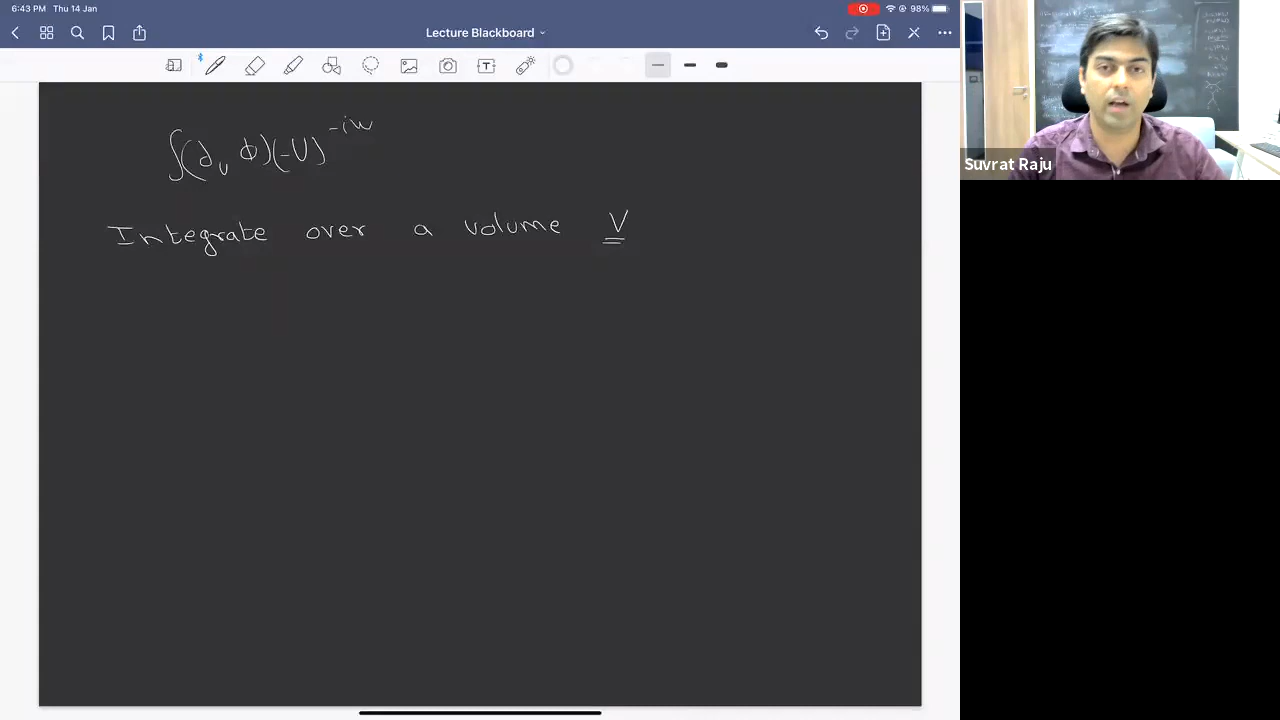 6:43 PM Thu 14 Jan
98%
Lecture Blackboard
∫(∂_U Φ)(-U)^{-iω}
Integrate over a volume V
Suvrat Raju